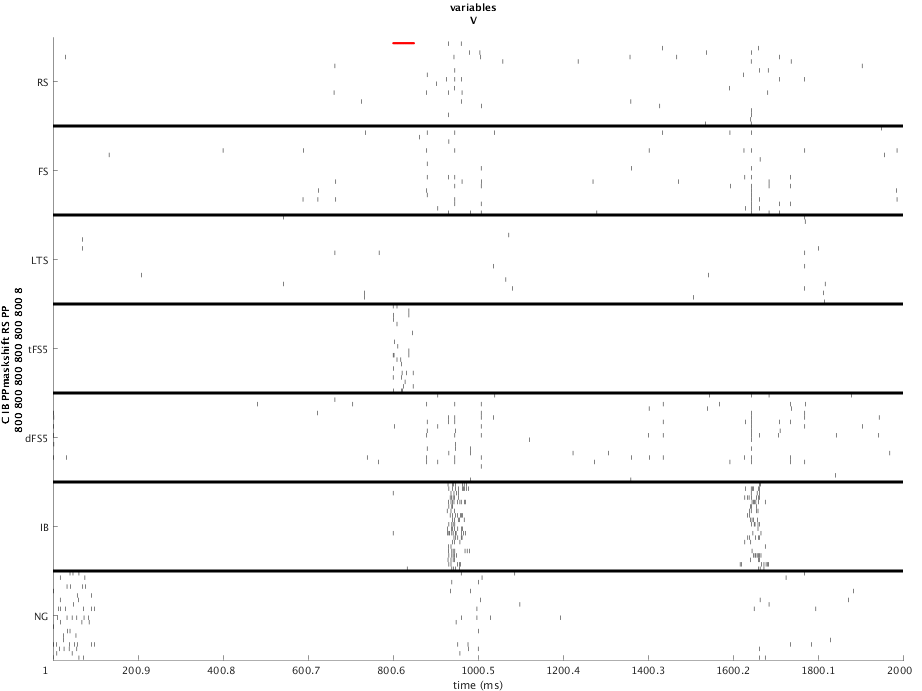 variables
V
RS
FS
LTS
tFS5
dFS5
IB
NG
C IB PPmaskshift RS PP
800 800 800 800 800 800 8
1 200.9 400.8 600.7 800.6 1000.5 1200.4 1400.3 1600.2 1800.1 2000
time (ms)